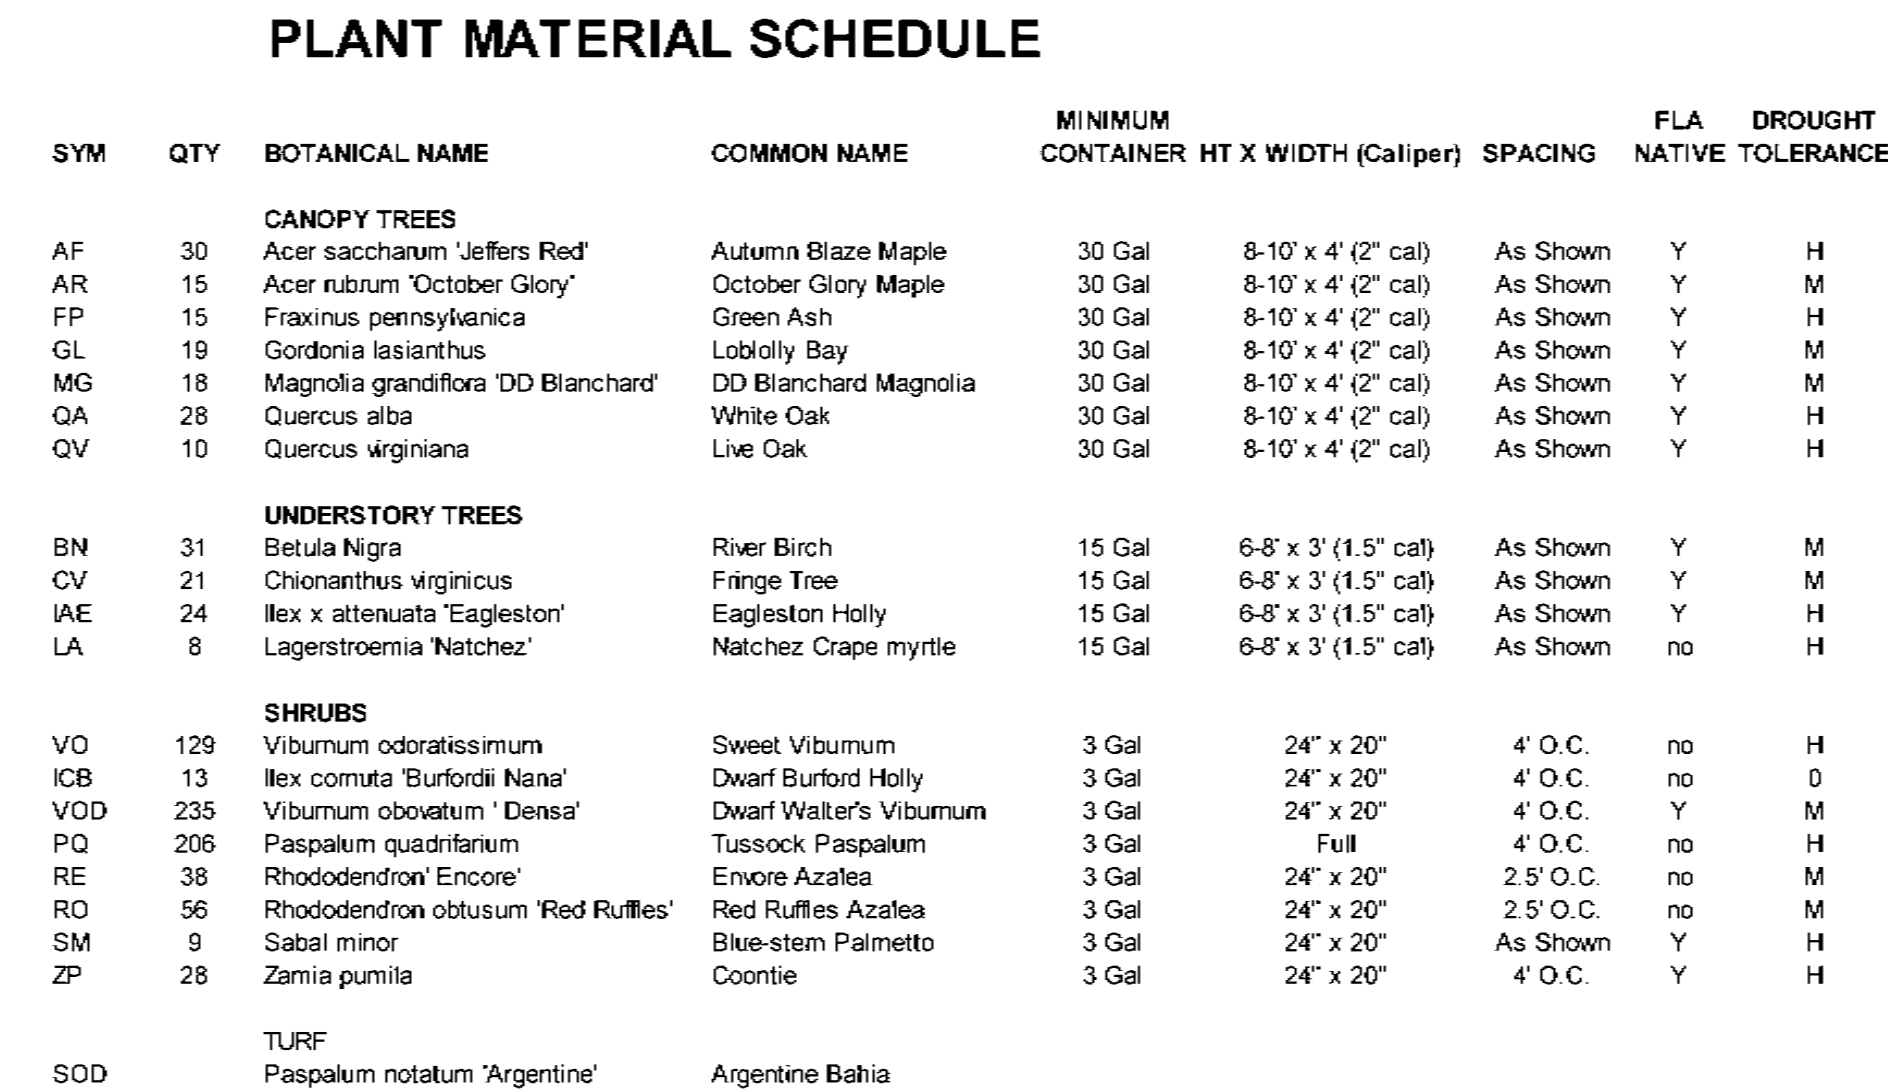 PLANT MATERIAL SCHEDULE
MINIMUM FLA DROUGHT
SYM QTY BOTANICAL NAME COMMON NAME CONTAINER HT X WIDTH (Caliper) SPACING NATIVE TOLERANCE
CANOPY TREES
AF 30 Acer saccharum 'Jeffers Red' Autumn Blaze Maple 30 Gal 8-10' x 4' (2" cal) As Shown Y H
AR 15 Acer rubrum 'October Glory' October Glory Maple 30 Gal 8-10' x 4' (2" cal) As Shown Y M
FP 15 Fraxinus pennsylvanica Green Ash 30 Gal 8-10' x 4' (2" cal) As Shown Y H
GL 19 Gordonia lasianthus Loblolly Bay 30 Gal 8-10' x 4' (2" cal) As Shown Y M
MG 18 Magnolia grandiflora 'DD Blanchard' DD Blanchard Magnolia 30 Gal 8-10' x 4' (2" cal) As Shown Y M
QA 28 Quercus alba White Oak 30 Gal 8-10' x 4' (2" cal) As Shown Y H
QV 10 Quercus virginiana Live Oak 30 Gal 8-10' x 4' (2" cal) As Shown Y H
UNDERSTORY TREES
BN 31 Betula Nigra River Birch 15 Gal 6-8' x 3' (1.5" cal) As Shown Y M
CV 21 Chionanthus virginicus Fringe Tree 15 Gal 6-8' x 3' (1.5" cal) As Shown Y M
IAE 24 Ilex x attenuata 'Eagleston' Eagleston Holly 15 Gal 6-8' x 3' (1.5" cal) As Shown Y H
LA 8 Lagerstroemia 'Natchez' Natchez Crape myrtle 15 Gal 6-8' x 3' (1.5" cal) As Shown no H
SHRUBS
VO 129 Viburnum odoratissimum Sweet Viburnum 3 Gal 24" x 20" 4' O.C. no H
ICB 13 Ilex cornuta 'Burfordii Nana' Dwarf Burford Holly 3 Gal 24" x 20" 4' O.C. no 0
VOD 235 Viburnum obovatum ' Densa' Dwarf Walter's Viburnum 3 Gal 24" x 20" 4' O.C. Y M
PQ 206 Paspalum quadrifarium Tussock Paspalum 3 Gal Full 4' O.C. no H
RE 38 Rhododendron' Encore' Envore Azalea 3 Gal 24" x 20" 2.5' O.C. no M
RO 56 Rhododendron obtusum 'Red Ruffles' Red Ruffles Azalea 3 Gal 24" x 20" 2.5' O.C. no M
SM 9 Sabal minor Blue-stem Palmetto 3 Gal 24" x 20" As Shown Y H
ZP 28 Zamia pumila Coontie 3 Gal 24" x 20" 4' O.C. Y H
TURF
SOD Paspalum notatum 'Argentine' Argentine Bahia